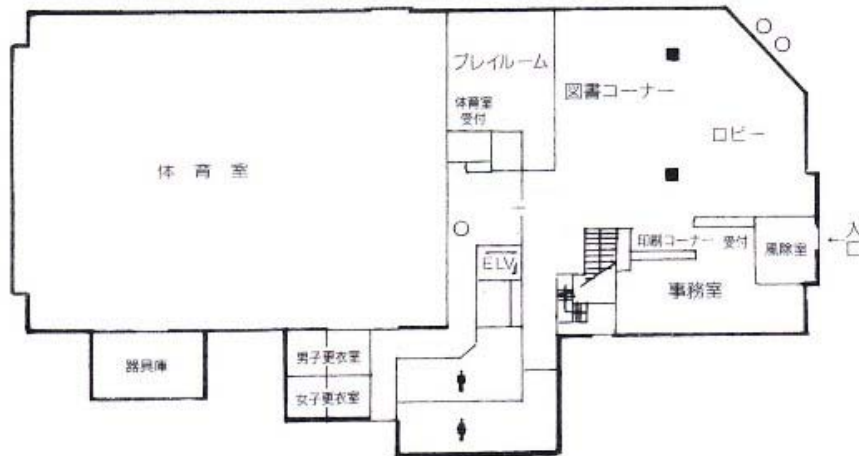 プレイルーム
図書コーナー
体育室
受付
ロビー
体 育 室
ELV
印刷コーナー
受付
風除室
←入口
事務室
器具庫
男子更衣室
女子更衣室